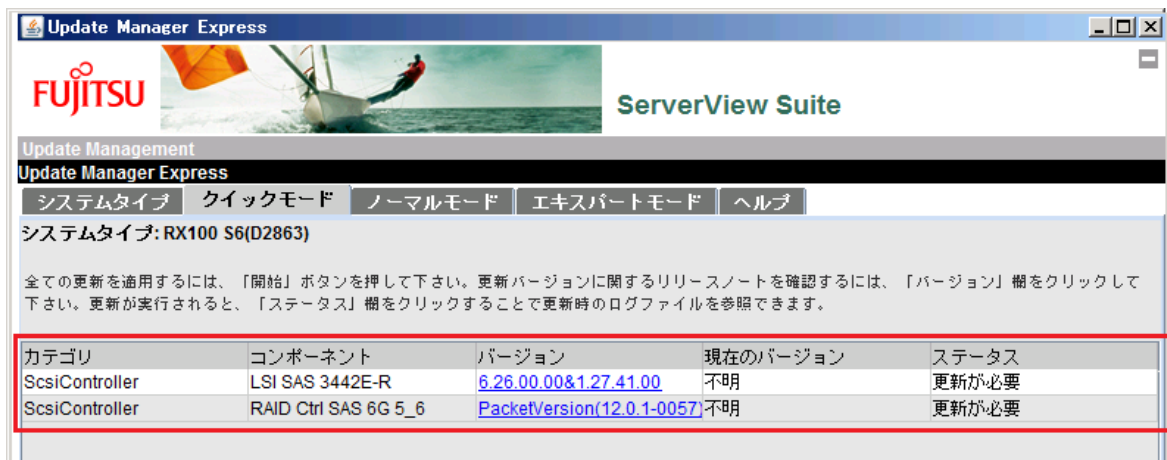 Update Manager Express
FUJITSU
ServerView Suite
Update Management
Update Manager Express
システムタイプ クイックモード ノーマルモード エキスパートモード ヘルプ
システムタイプ: RX100 S6(D2863)
全ての更新を適用するには、「開始」ボタンを押して下さい。更新バージョンに関するリリースノートを確認するには、「バージョン」欄をクリックして
下さい。更新が実行されると、「ステータス」欄をクリックすることで更新時のログファイルを参照できます。
カテゴリ コンポーネント バージョン 現在のバージョン ステータス
ScsiController LSI SAS 3442E-R 6.26.00.00&1.27.41.00 不明 更新が必要
ScsiController RAID Ctrl SAS 6G 5_6 PacketVersion(12.0.1-0057) 不明 更新が必要